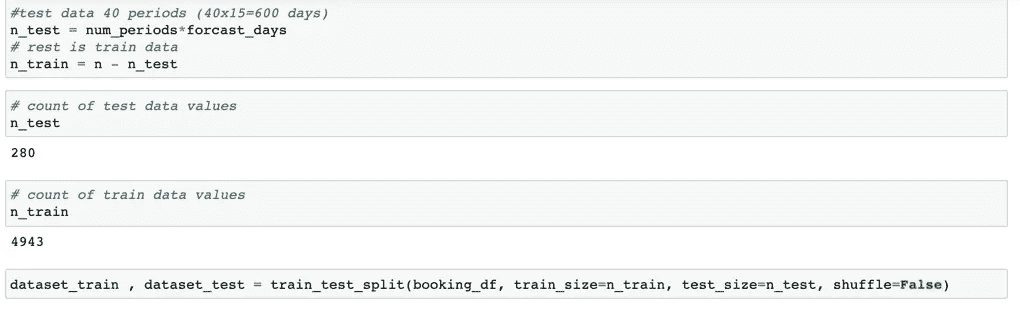 #test data 40 periods (40x15=600 days)
n_test = num_periods*forcast_days
# rest is train data
n_train = n - n_test
# count of test data values
n_test
280
# count of train data values
n_train
4943
dataset_train , dataset_test = train_test_split(booking_df, train_size=n_train, test_size=n_test, shuffle=False)